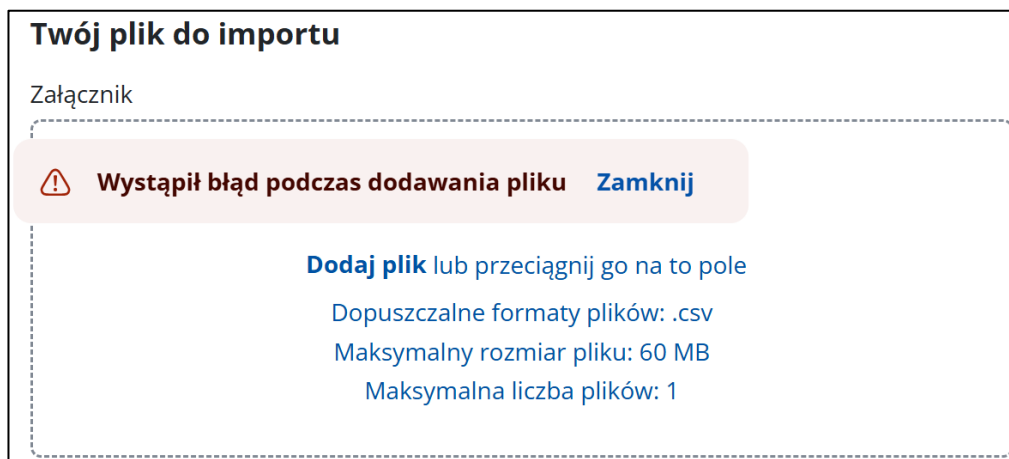 Twój plik do importu
Załącznik
Wystąpił błąd podczas dodawania pliku Zamknij
Dodaj plik lub przeciągnij go na to pole
Dopuszczalne formaty plików: .csv
Maksymalny rozmiar pliku: 60 MB
Maksymalna liczba plików: 1